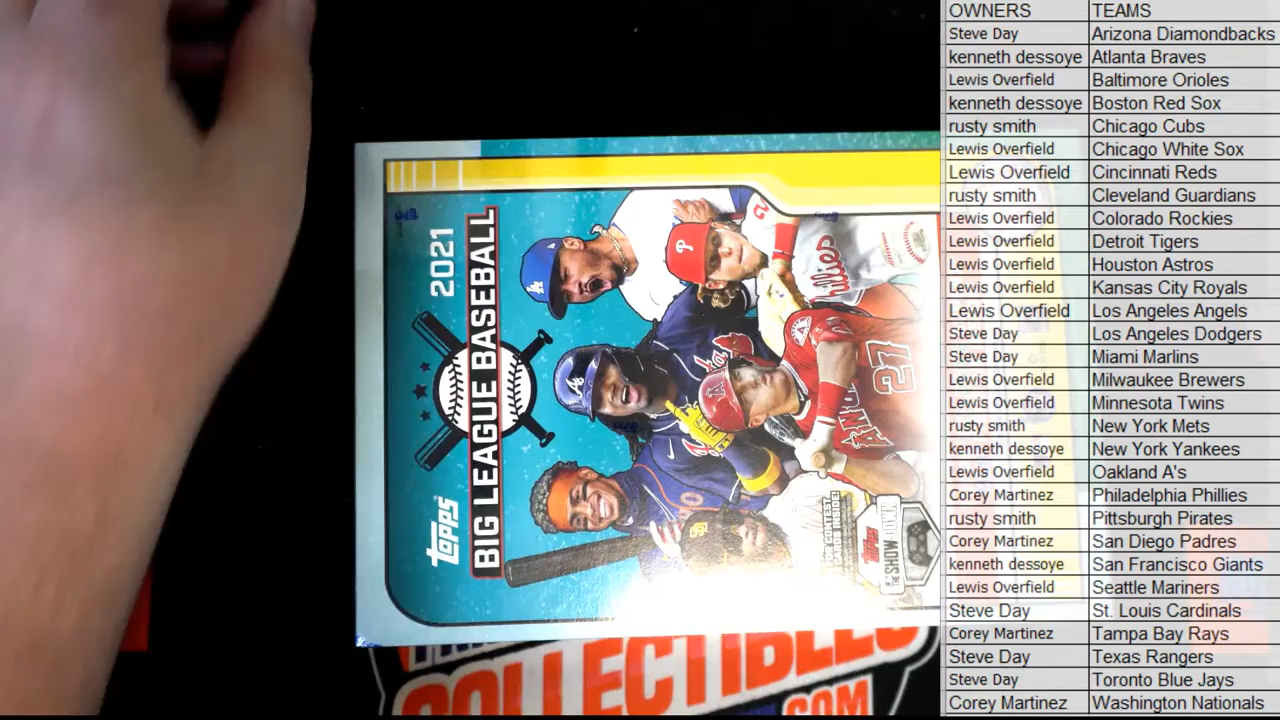 OWNERS TEAMS
Steve Day Arizona Diamondbacks
kenneth dessoye Atlanta Braves
Lewis Overfield Baltimore Orioles
kenneth dessoye Boston Red Sox
rusty smith Chicago Cubs
Lewis Overfield Chicago White Sox
Lewis Overfield Cincinnati Reds
rusty smith Cleveland Guardians
Lewis Overfield Colorado Rockies
Lewis Overfield Detroit Tigers
Lewis Overfield Houston Astros
Lewis Overfield Kansas City Royals
Lewis Overfield Los Angeles Angels
Steve Day Los Angeles Dodgers
Steve Day Miami Marlins
Lewis Overfield Milwaukee Brewers
Lewis Overfield Minnesota Twins
rusty smith New York Mets
kenneth dessoye New York Yankees
Lewis Overfield Oakland A's
Corey Martinez Philadelphia Phillies
rusty smith Pittsburgh Pirates
Corey Martinez San Diego Padres
kenneth dessoye San Francisco Giants
Lewis Overfield Seattle Mariners
Steve Day St. Louis Cardinals
Corey Martinez Tampa Bay Rays
Steve Day Texas Rangers
Steve Day Toronto Blue Jays
Corey Martinez Washington Nationals
Topps 2021
BIG LEAGUE BASEBALL
LA
P
Phillies
A
A
27
SD
Topps
THE SHOWDOWN
COLLECTIBLES
.COM